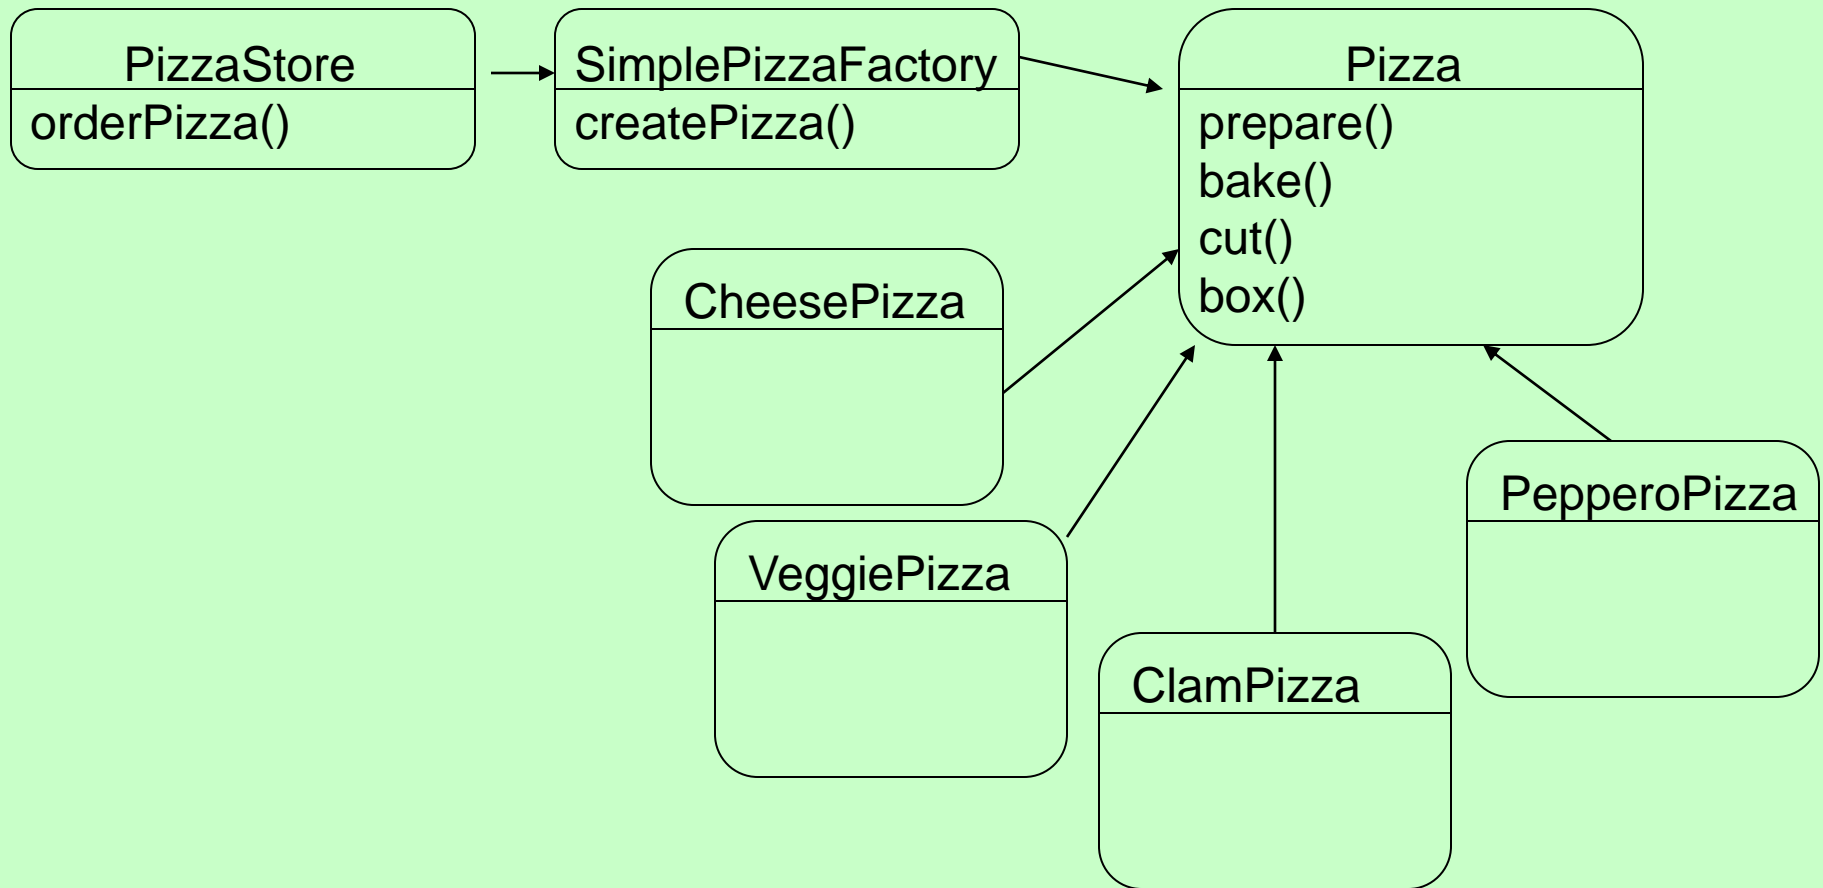 PizzaStore
orderPizza()
SimplePizzaFactory
createPizza()
Pizza
prepare()
bake()
cut()
box()
CheesePizza
VeggiePizza
ClamPizza
PepperoPizza